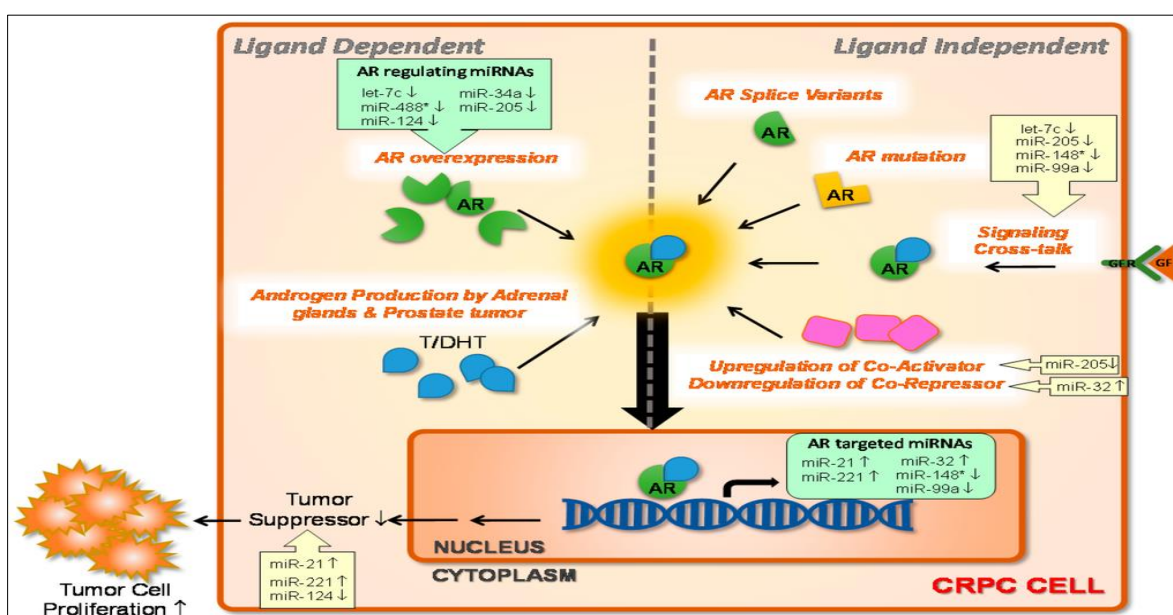 Ligand Dependent
Ligand Independent
AR regulating miRNAs
let-7c ↓ miR-34a ↓
miR-488* ↓ miR-205 ↓
miR-124 ↓
AR overexpression
AR
AR Splice Variants
AR
AR mutation
AR
let-7c ↓
miR-205 ↓
miR-148* ↓
miR-99a ↓
Signaling
Cross-talk
GFR
GF
AR
AR
Androgen Production by Adrenal
glands & Prostate tumor
T/DHT
Upregulation of Co-Activator
Downregulation of Co-Repressor
miR-205↓
miR-32 ↑
AR targeted miRNAs
miR-21 ↑ miR-32 ↑
miR-221 ↑ miR-148* ↓
miR-99a ↓
AR
NUCLEUS
CYTOPLASM
CRPC CELL
Tumor
Suppressor ↓
miR-21 ↑
miR-221 ↑
miR-124 ↓
Tumor Cell
Proliferation ↑